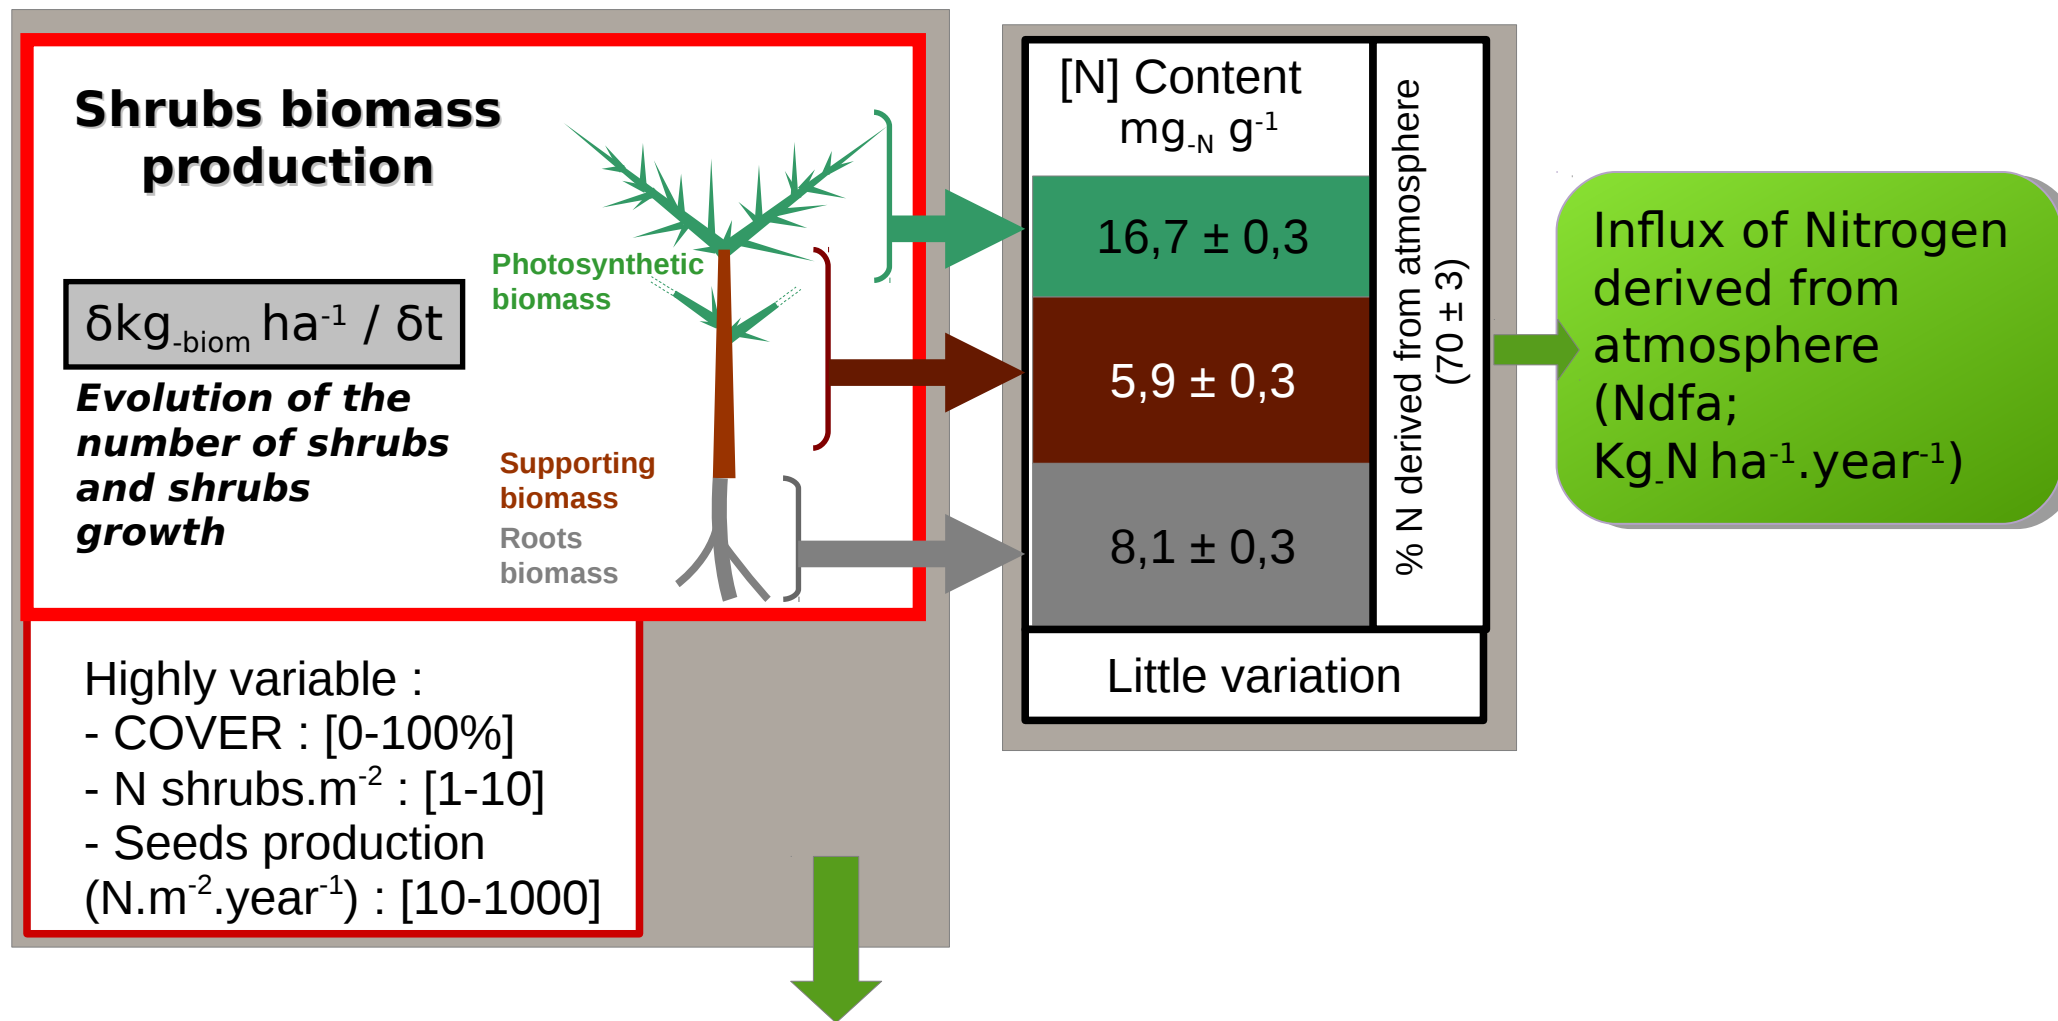 Shrubs biomass
production
δkg-biom ha-1 / δt
Evolution of the
number of shrubs
and shrubs
growth
Photosynthetic
biomass
Supporting
biomass
Roots
biomass
Highly variable :
- COVER : [0-100%]
- N shrubs.m-2 : [1-10]
- Seeds production
(N.m-2.year-1) : [10-1000]
[N] Content
mg-N g-1
16,7 ± 0,3
5,9 ± 0,3
8,1 ± 0,3
% N derived from atmosphere
(70 ± 3)
Little variation
Influx of Nitrogen
derived from
atmosphere
(Ndfa;
Kg-N ha-1.year-1)